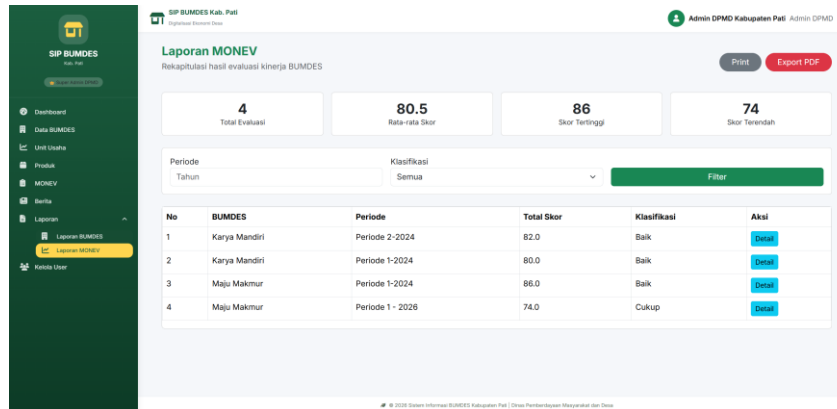 SIP BUMDES
Kab. Pati
Super Admin DPMD
Dashboard
Data BUMDES
Unit Usaha
Produk
MONEV
Berita
Laporan
Laporan BUMDES
Laporan MONEV
Kelola User
SIP BUMDES Kab. Pati
Digitalisasi Ekonomi Desa
Admin DPMD Kabupaten Pati Admin DPMD
Laporan MONEV
Rekapitulasi hasil evaluasi kinerja BUMDES
Print Export PDF
4 80.5 86 74
Total Evaluasi Rata-rata Skor Skor Tertinggi Skor Terendah
Periode Klasifikasi
Tahun Semua Filter
No BUMDES Periode Total Skor Klasifikasi Aksi
1 Karya Mandiri Periode 2-2024 82.0 Baik Detail
2 Karya Mandiri Periode 1-2024 80.0 Baik Detail
3 Maju Makmur Periode 1-2024 86.0 Baik Detail
4 Maju Makmur Periode 1 - 2026 74.0 Cukup Detail
© 2026 Sistem Informasi BUMDES Kabupaten Pati | Dinas Pemberdayaan Masyarakat dan Desa